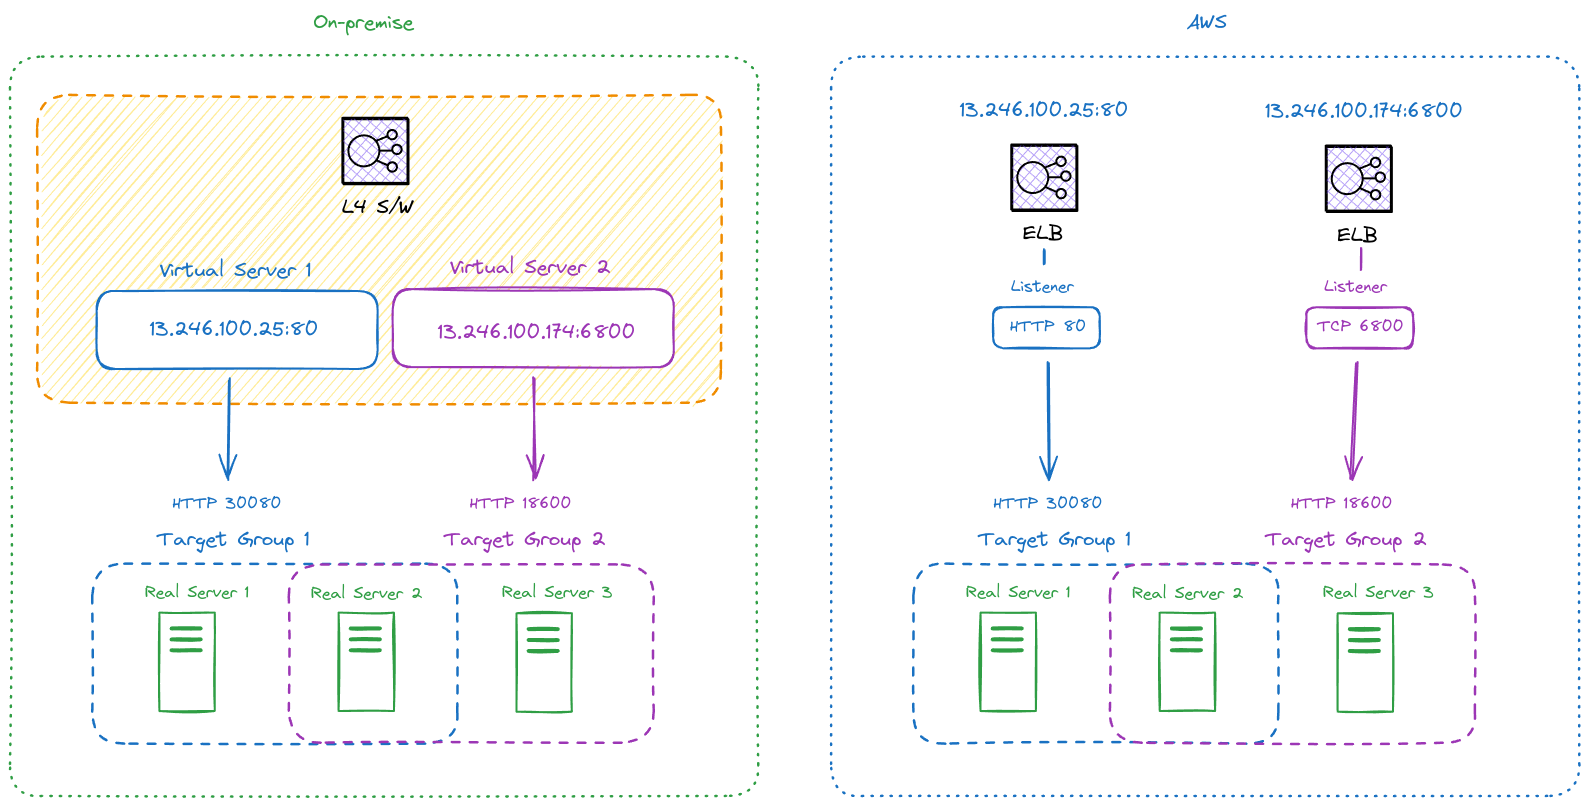 On-premise
L4 S/W
Virtual Server 1
Virtual Server 2
13.246.100.25:80
13.246.100.174:6800
HTTP 30080
HTTP 18600
Target Group 1
Target Group 2
Real Server 1
Real Server 2
Real Server 3
AWS
13.246.100.25:80
13.246.100.174:6800
ELB
ELB
Listener
Listener
HTTP 80
TCP 6800
HTTP 30080
HTTP 18600
Target Group 1
Target Group 2
Real Server 1
Real Server 2
Real Server 3